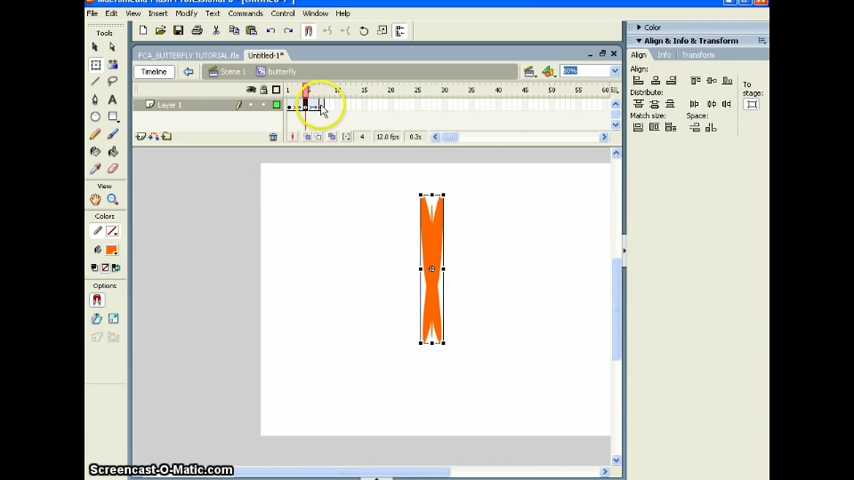 Macromedia Flash Professional 8 - [Untitled-1*]
File Edit View Insert Modify Text Commands Control Window Help
Tools
FCA_BUTTERFLY TUTORIAL.fla Untitled-1*
Timeline Scene 1 butterfly 50%
1 5 10 15 20 25 30 35 40 45 50 55 60
Layer 1
4 12.0 fps 0.3s
View
Colors
Options
Color
Align & Info & Transform
Align Info Transform
Align:
To stage:
Distribute:
Match size: Space:
Screencast-O-Matic.com